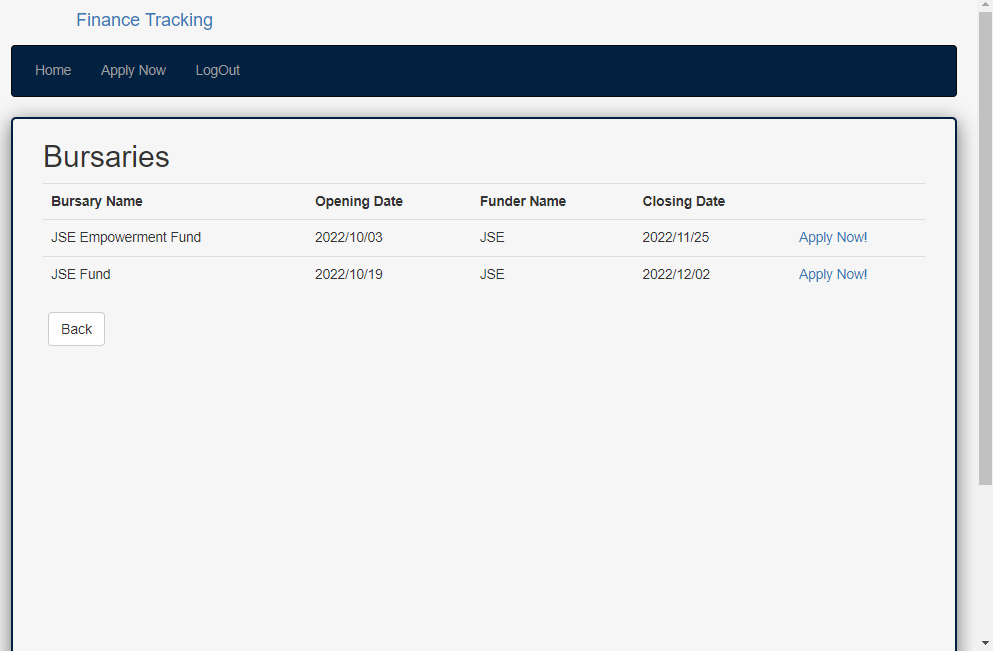 Finance Tracking
Home Apply Now LogOut
Bursaries
Bursary Name Opening Date Funder Name Closing Date
JSE Empowerment Fund 2022/10/03 JSE 2022/11/25 Apply Now!
JSE Fund 2022/10/19 JSE 2022/12/02 Apply Now!
Back